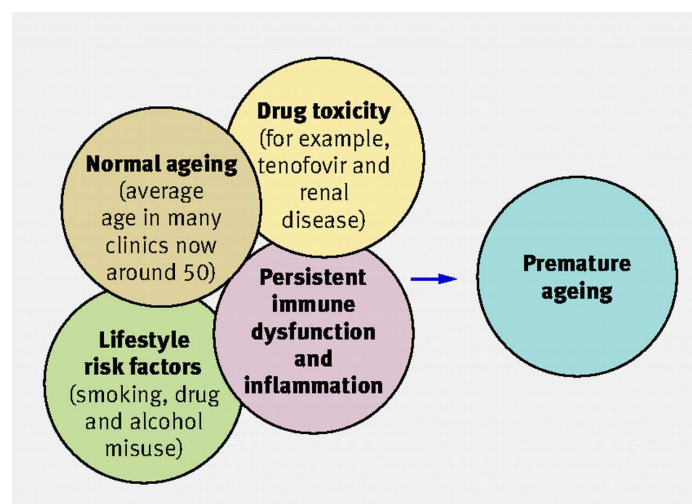 Drug toxicity
(for example,
tenofovir and
renal
disease)
Normal ageing
(average
age in many
clinics now
around 50)
Persistent
immune
dysfunction
and
inflammation
Lifestyle
risk factors
(smoking, drug
and alcohol
misuse)
Premature
ageing